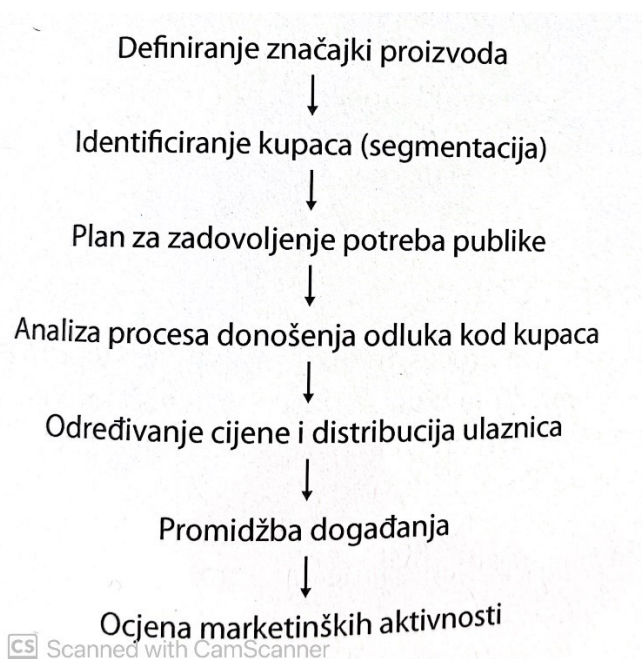 Definiranje značajki proizvoda
Identificiranje kupaca (segmentacija)
Plan za zadovoljenje potreba publike
Analiza procesa donošenja odluka kod kupaca
Određivanje cijene i distribucija ulaznica
Promidžba događanja
Ocjena marketinških aktivnosti
CS Scanned with CamScanner